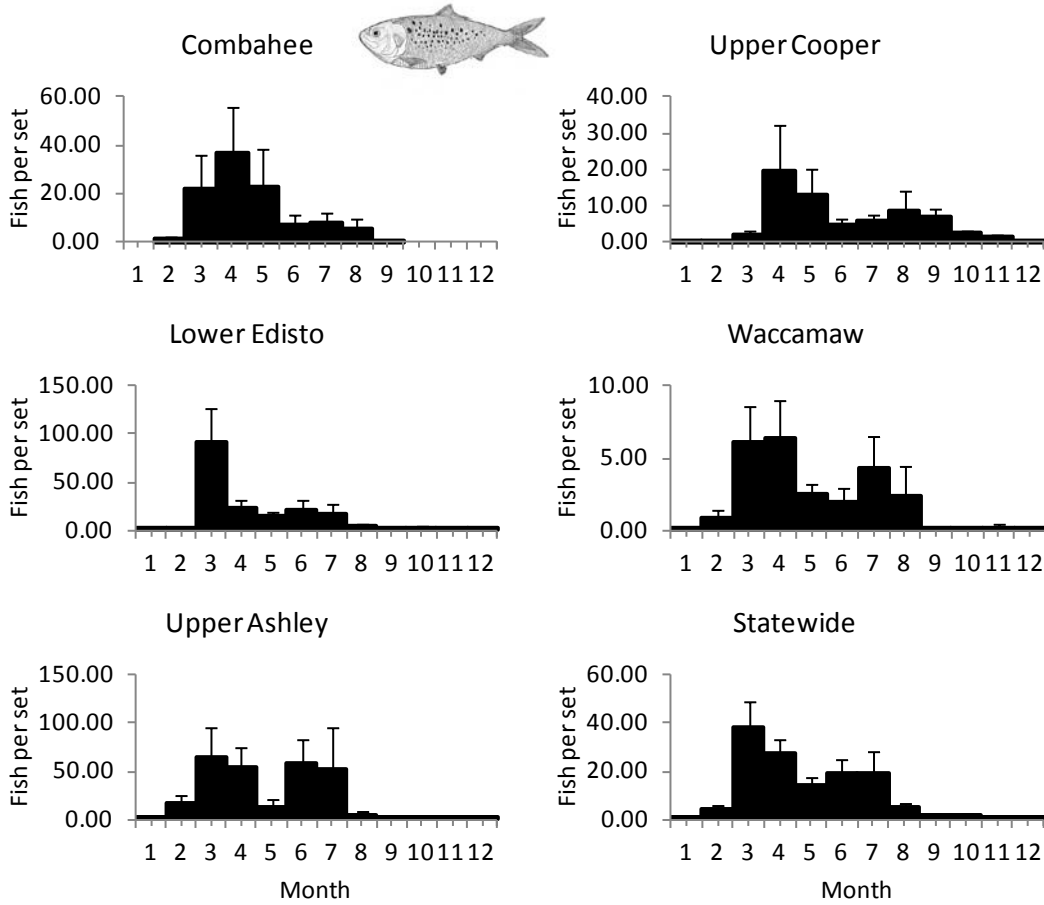 Combahee
Fish per set
60.00
40.00
20.00
0.00
1 2 3 4 5 6 7 8 9 10 11 12
Upper Cooper
Fish per set
40.00
30.00
20.00
10.00
0.00
1 2 3 4 5 6 7 8 9 10 11 12
Lower Edisto
Fish per set
150.00
100.00
50.00
0.00
1 2 3 4 5 6 7 8 9 10 11 12
Waccamaw
Fish per set
10.00
5.00
0.00
1 2 3 4 5 6 7 8 9 10 11 12
Upper Ashley
Fish per set
150.00
100.00
50.00
0.00
1 2 3 4 5 6 7 8 9 10 11 12
Month
Statewide
Fish per set
60.00
40.00
20.00
0.00
1 2 3 4 5 6 7 8 9 10 11 12
Month